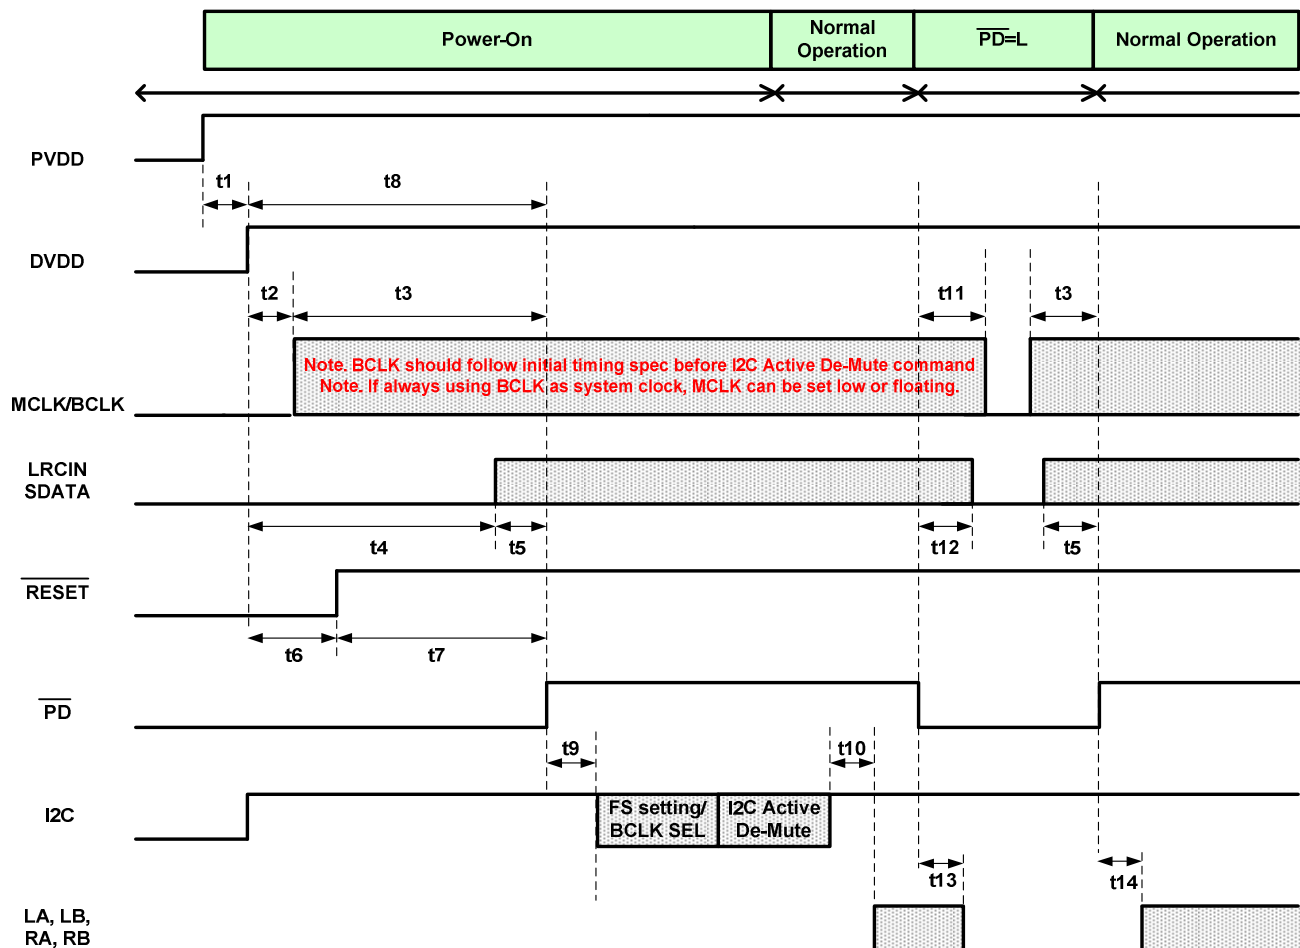 Power-On
Normal
Operation
PD=L
Normal Operation
PVDD
t1
t8
DVDD
t2
t3
t11
t3
Note. BCLK should follow initial timing spec before I2C Active De-Mute command
Note. If always using BCLK as system clock, MCLK can be set low or floating.
MCLK/BCLK
LRCIN
SDATA
t4
t5
t12
t5
RESET
t6
t7
PD
t9
t10
I2C
FS setting/
BCLK SEL
I2C Active
De-Mute
t13
t14
LA, LB,
RA, RB